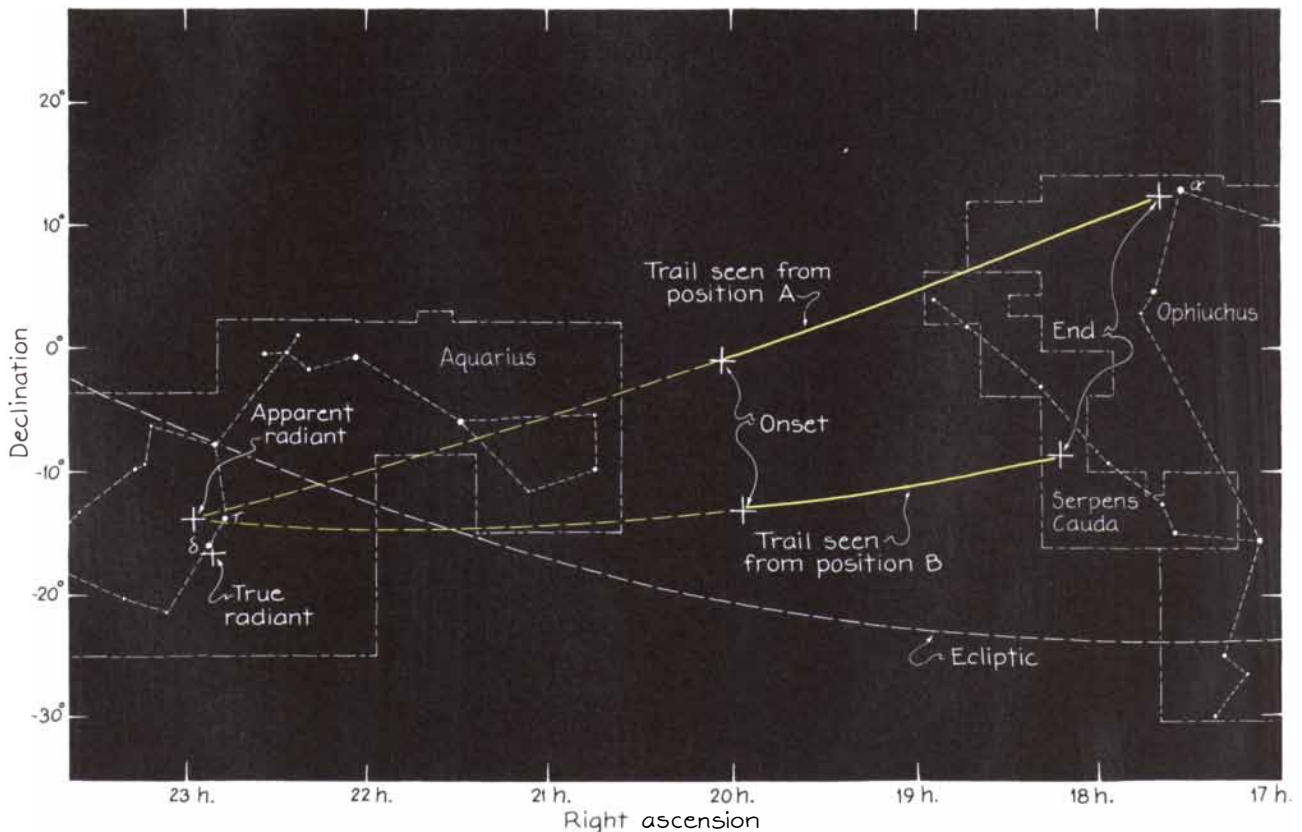 20°
10°
0°
-10°
-20°
-30°
Declination
α
Trail seen from
position A
Ophiuchus
End
Aquarius
Apparent
radiant
Onset
Serpens
Cauda
τ
δ
Trail seen
from position B
True
radiant
Ecliptic
23 h.
22 h.
21 h.
20 h.
19 h.
18 h.
17 h.
Right ascension